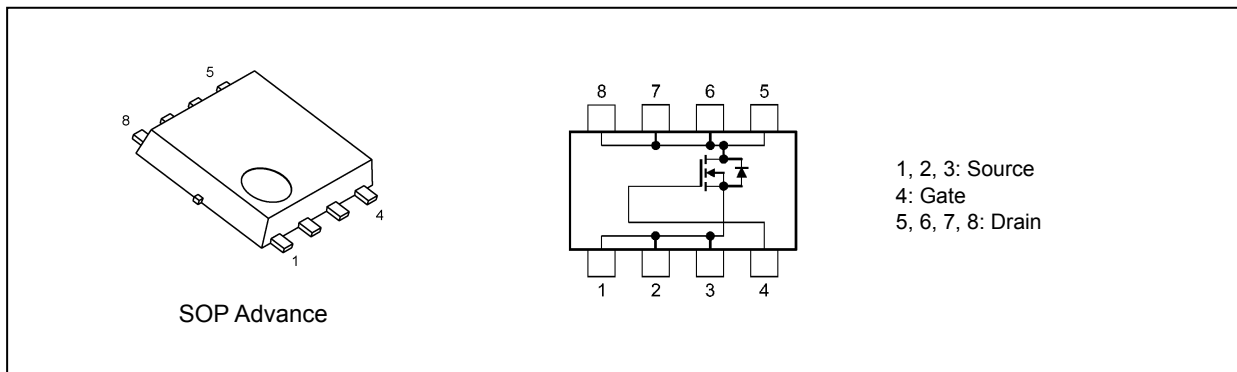 5
8
4
1
SOP Advance
8 7 6 5
1 2 3 4
1, 2, 3: Source
4: Gate
5, 6, 7, 8: Drain